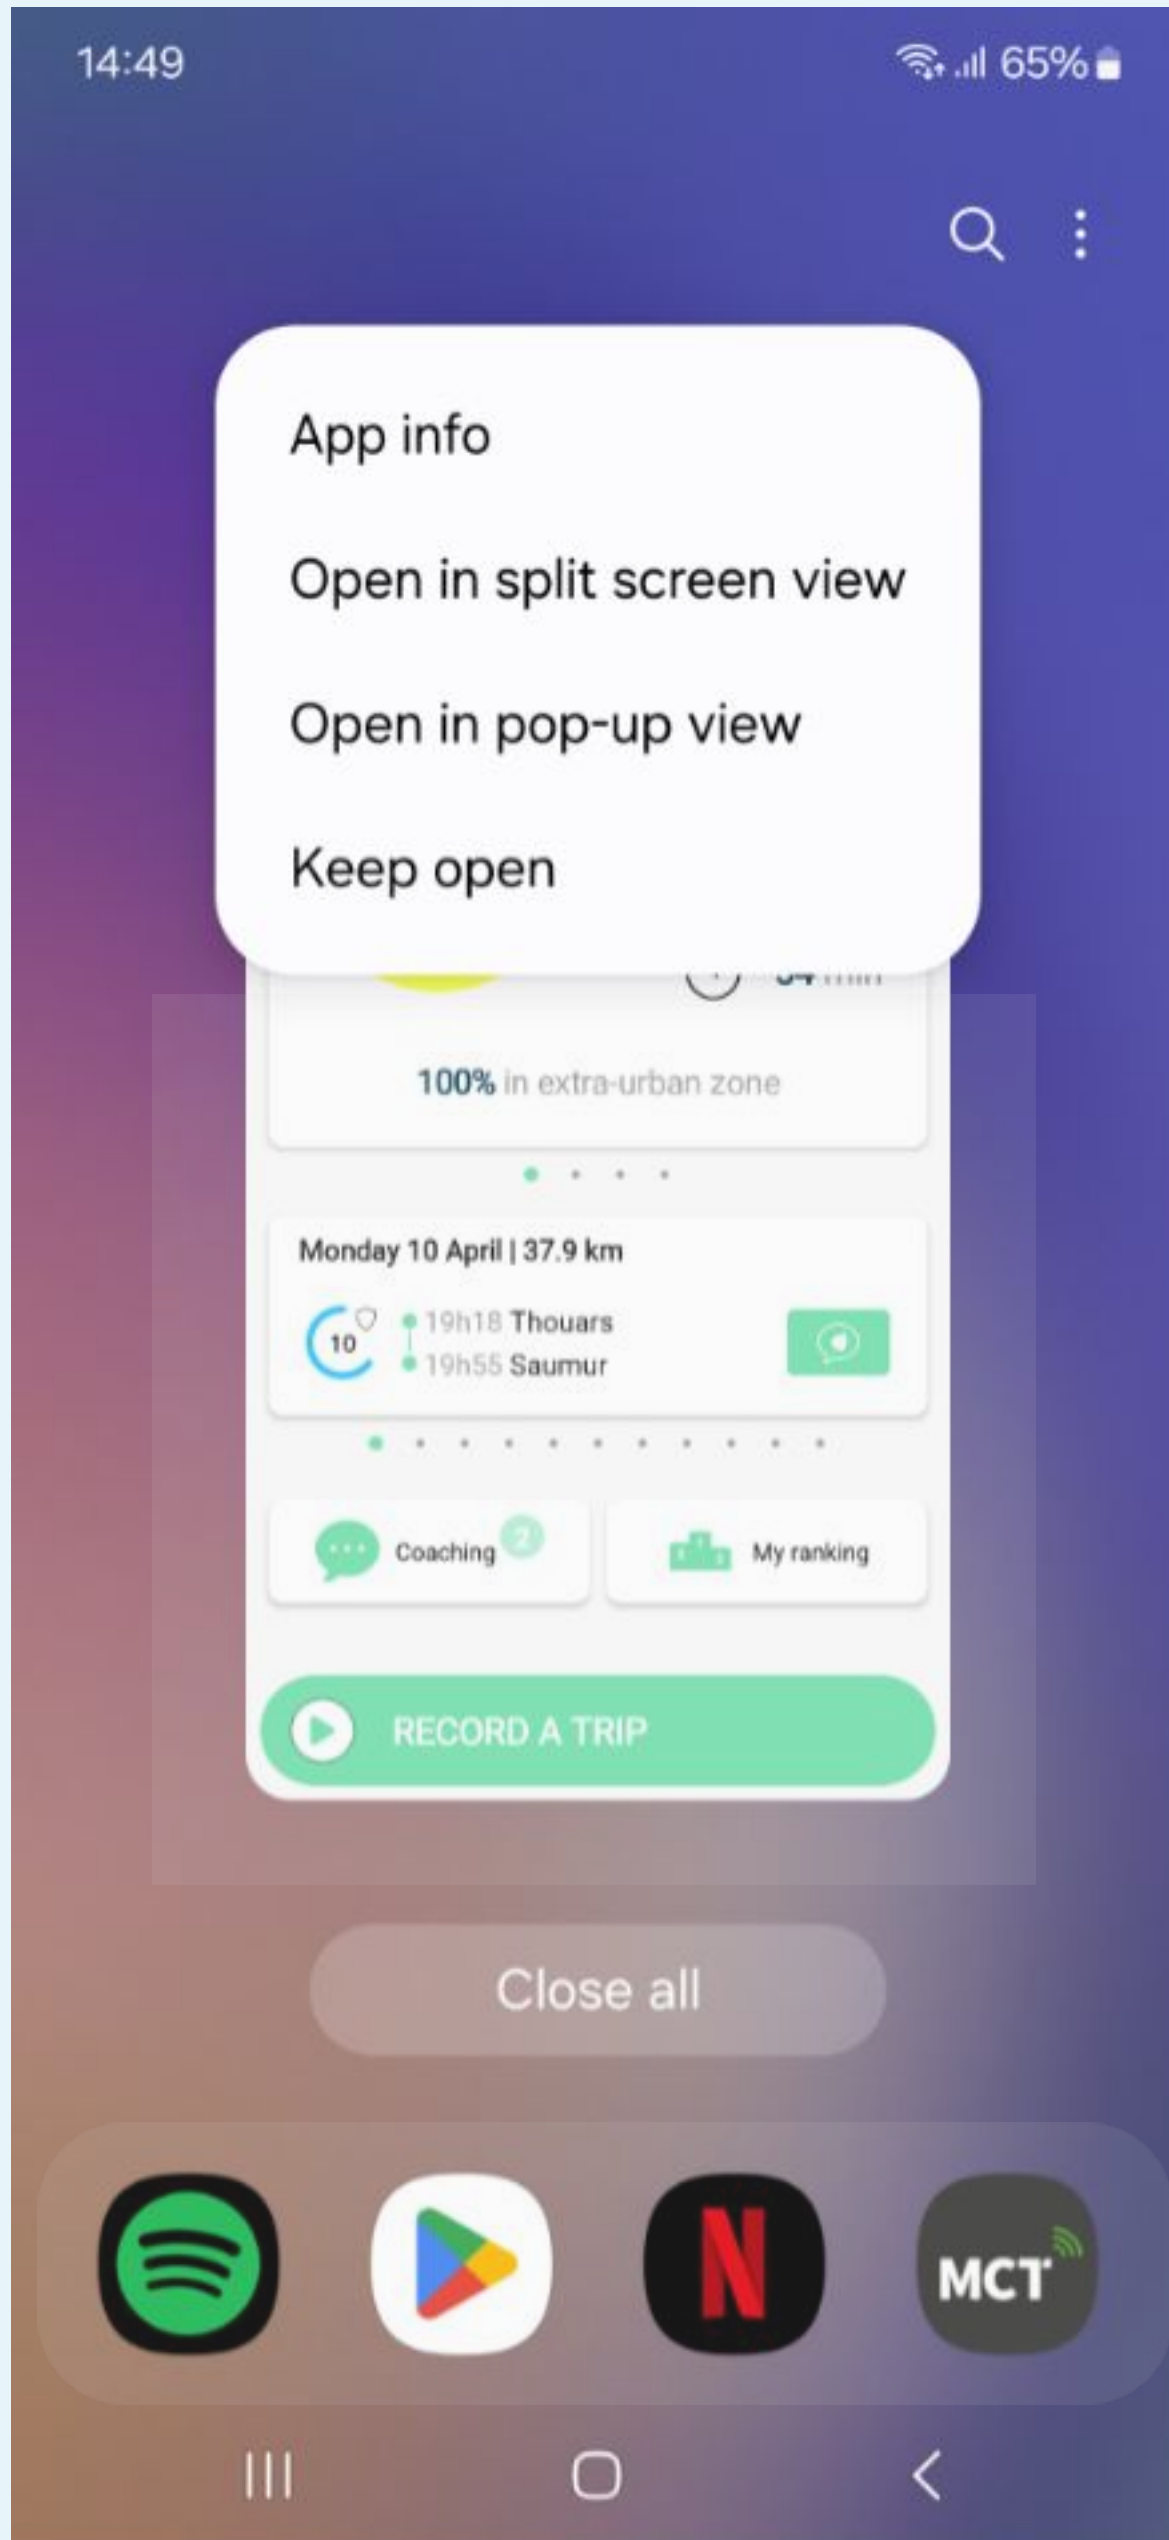 14:49
65%
App info
Open in split screen view
Open in pop-up view
Keep open
100% in extra-urban zone
Monday 10 April | 37.9 km
10
19h18 Thouars
19h55 Saumur
Coaching 2
My ranking
RECORD A TRIP
Close all
MCT